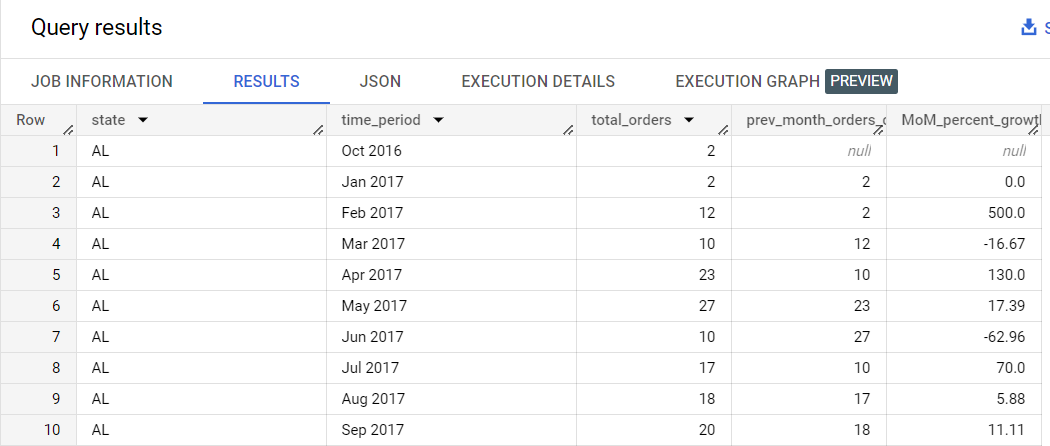 Query results
S
JOB INFORMATION RESULTS JSON EXECUTION DETAILS EXECUTION GRAPH PREVIEW
Row state time_period total_orders prev_month_orders_c MoM_percent_growth
1 AL Oct 2016 2 null null
2 AL Jan 2017 2 2 0.0
3 AL Feb 2017 12 2 500.0
4 AL Mar 2017 10 12 -16.67
5 AL Apr 2017 23 10 130.0
6 AL May 2017 27 23 17.39
7 AL Jun 2017 10 27 -62.96
8 AL Jul 2017 17 10 70.0
9 AL Aug 2017 18 17 5.88
10 AL Sep 2017 20 18 11.11